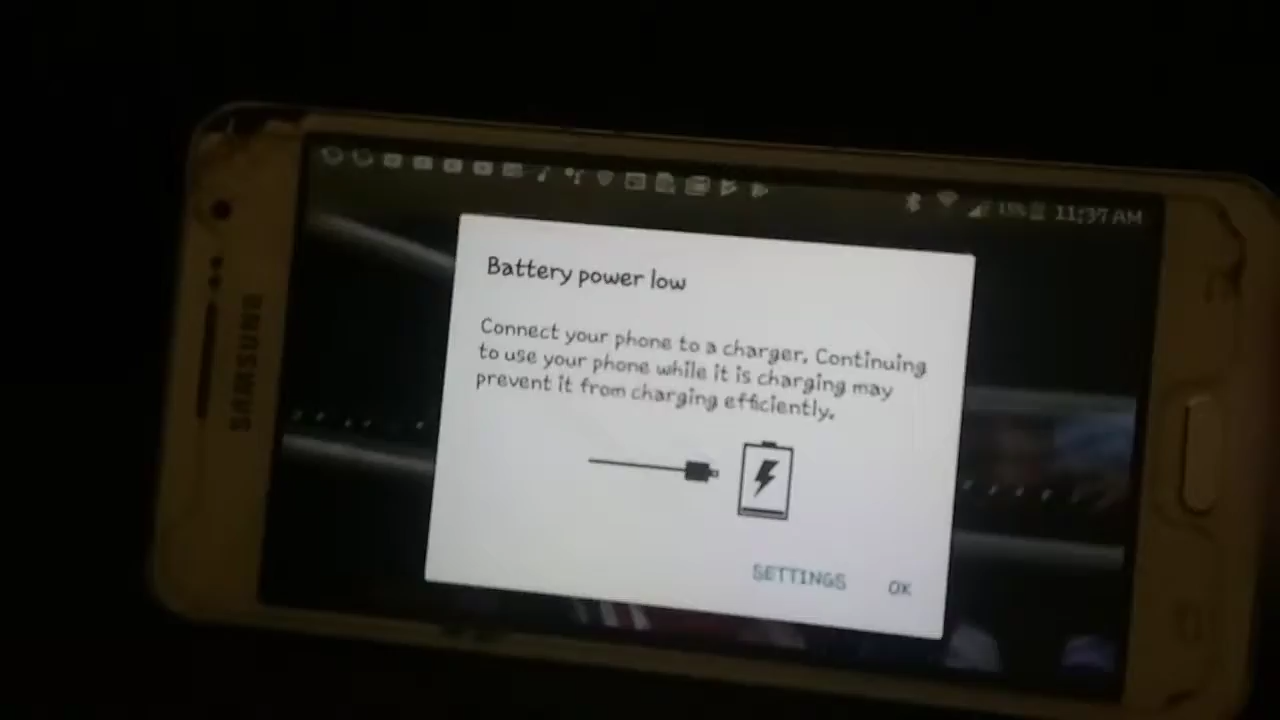 SAMSUNG
15% 11:37 AM
Battery power low
Connect your phone to a charger. Continuing
to use your phone while it is charging may
prevent it from charging efficiently.
SETTINGS OK